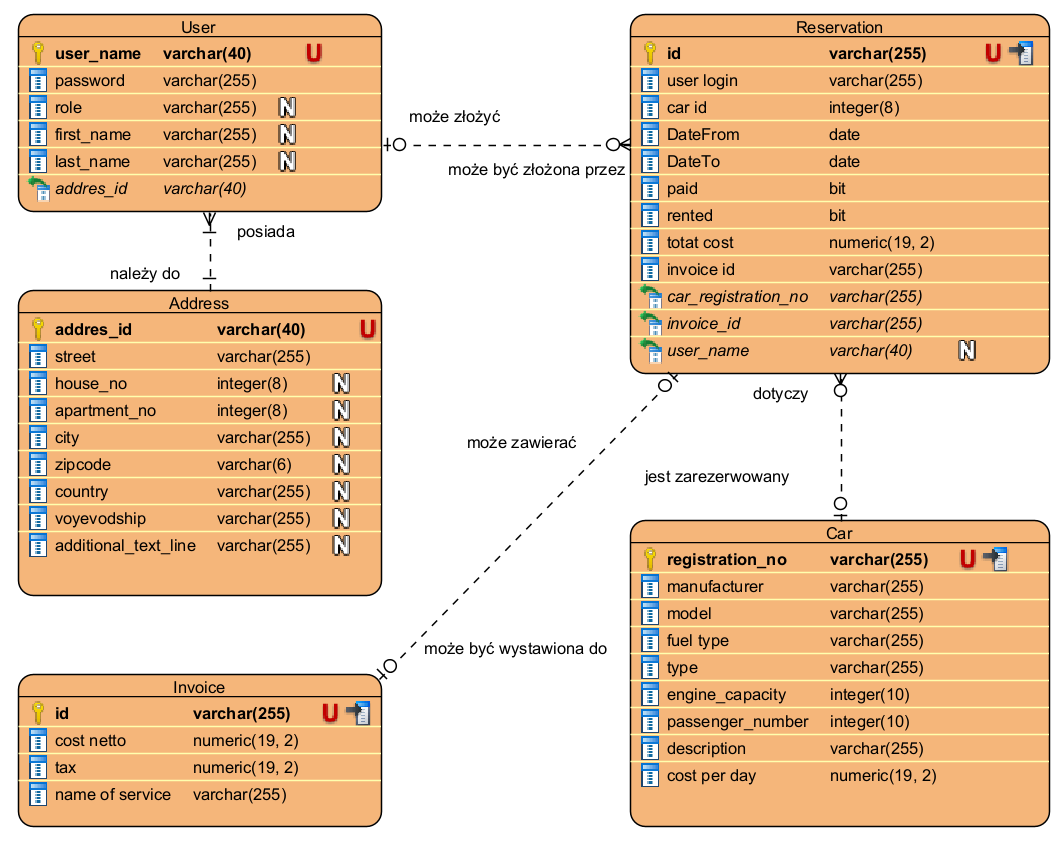 User
user_name varchar(40) U
password varchar(255)
role varchar(255) N
first_name varchar(255) N
last_name varchar(255) N
addres_id varchar(40)
może złożyć
może być złożona przez
Reservation
id varchar(255) U
user login varchar(255)
car id integer(8)
DateFrom date
DateTo date
paid bit
rented bit
totat cost numeric(19, 2)
invoice id varchar(255)
car_registration_no varchar(255)
invoice_id varchar(255)
user_name varchar(40) N
posiada
należy do
Address
addres_id varchar(40) U
street varchar(255)
house_no integer(8) N
apartment_no integer(8) N
city varchar(255) N
zipcode varchar(6) N
country varchar(255) N
voyevodship varchar(255) N
additional_text_line varchar(255) N
może zawierać
może być wystawiona do
dotyczy
jest zarezerwowany
Invoice
id varchar(255) U
cost netto numeric(19, 2)
tax numeric(19, 2)
name of service varchar(255)
Car
registration_no varchar(255) U
manufacturer varchar(255)
model varchar(255)
fuel type varchar(255)
type varchar(255)
engine_capacity integer(10)
passenger_number integer(10)
description varchar(255)
cost per day numeric(19, 2)